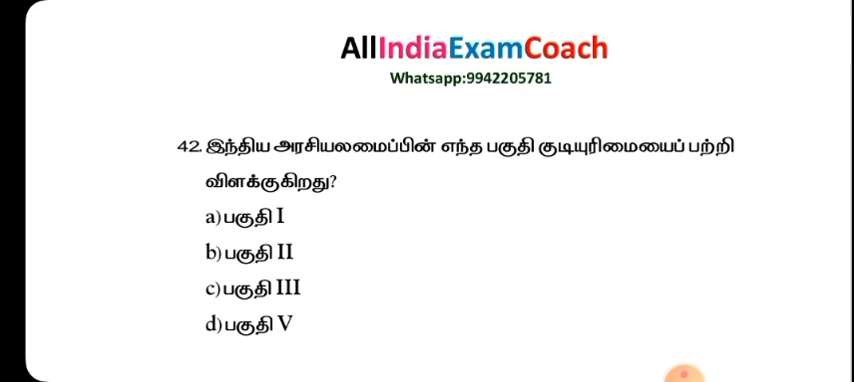 AllIndiaExamCoach
Whatsapp:9942205781
42. இந்திய அரசியலமைப்பின் எந்த பகுதி குடியுரிமையைப் பற்றி
விளக்குகிறது?
a) பகுதி I
b) பகுதி II
c) பகுதி III
d) பகுதி V